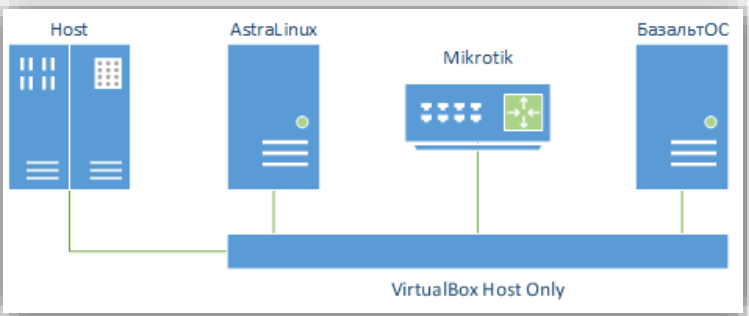 Host
AstraLinux
Mikrotik
БазальтОС
VirtualBox Host Only